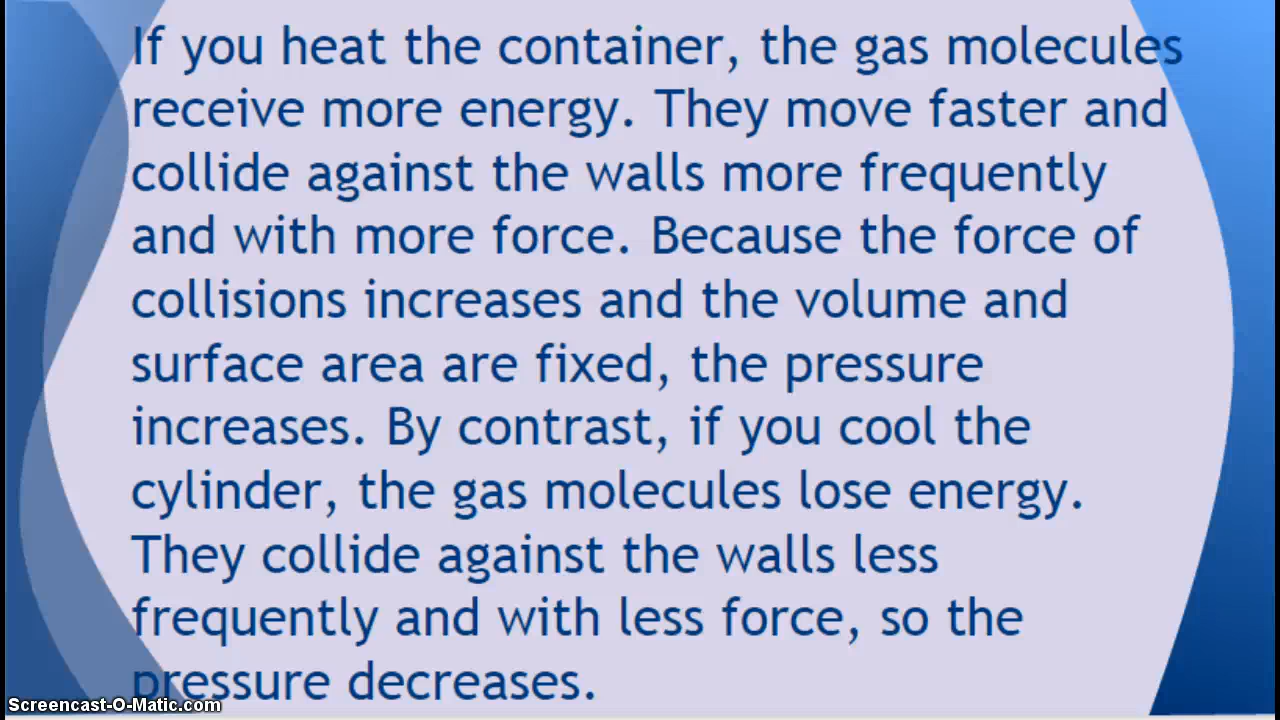 If you heat the container, the gas molecules
receive more energy. They move faster and
collide against the walls more frequently
and with more force. Because the force of
collisions increases and the volume and
surface area are fixed, the pressure
increases. By contrast, if you cool the
cylinder, the gas molecules lose energy.
They collide against the walls less
frequently and with less force, so the
pressure decreases.
Screencast-O-Matic.com